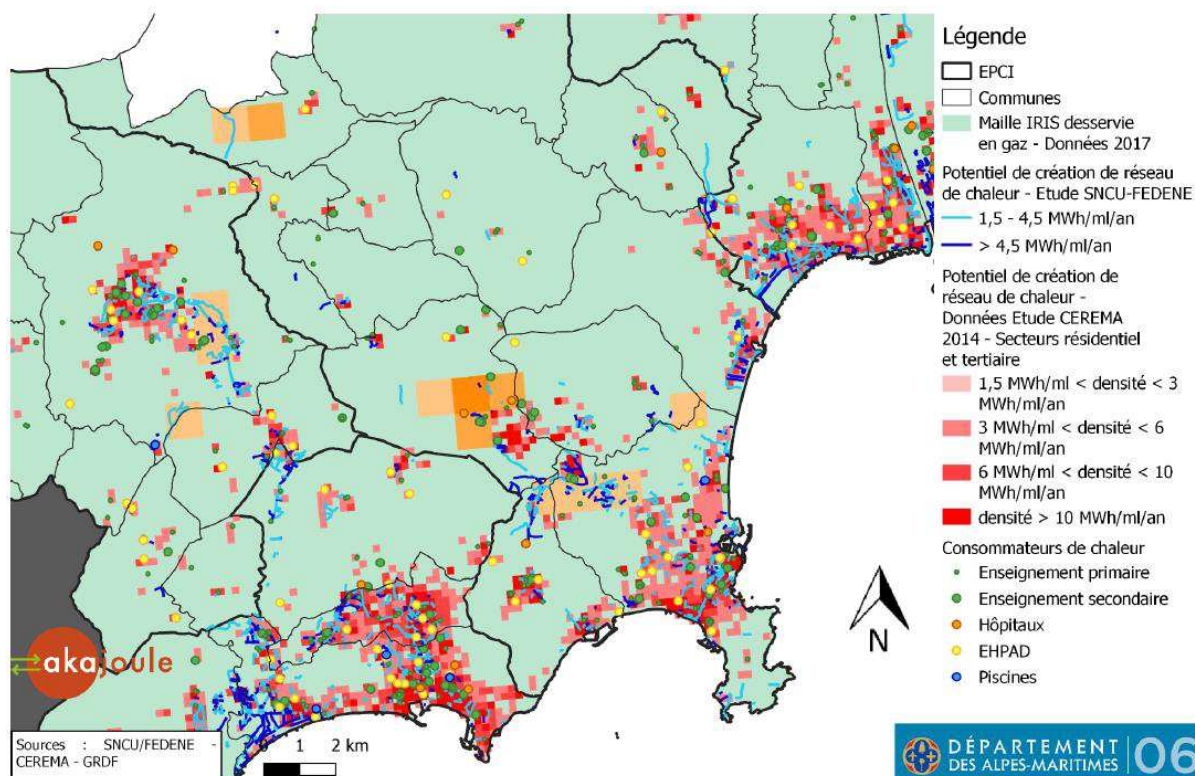 Légende
EPCI
Communes
Maille IRIS desservie
en gaz - Données 2017
Potentiel de création de réseau
de chaleur - Etude SNCU-FEDENE
1,5 - 4,5 MWh/ml/an
> 4,5 MWh/ml/an
Potentiel de création de
réseau de chaleur -
Données Etude CEREMA
2014 - Secteurs résidentiel
et tertiaire
1,5 MWh/ml < densité < 3
MWh/ml/an
3 MWh/ml < densité < 6
MWh/ml/an
6 MWh/ml < densité < 10
MWh/ml/an
densité > 10 MWh/ml/an
Consommateurs de chaleur
Enseignement primaire
Enseignement secondaire
Hôpitaux
EHPAD
Piscines
N
akajoule
Sources : SNCU/FEDENE -
CEREMA - GRDF
1 2 km
DÉPARTEMENT
DES ALPES-MARITIMES
06